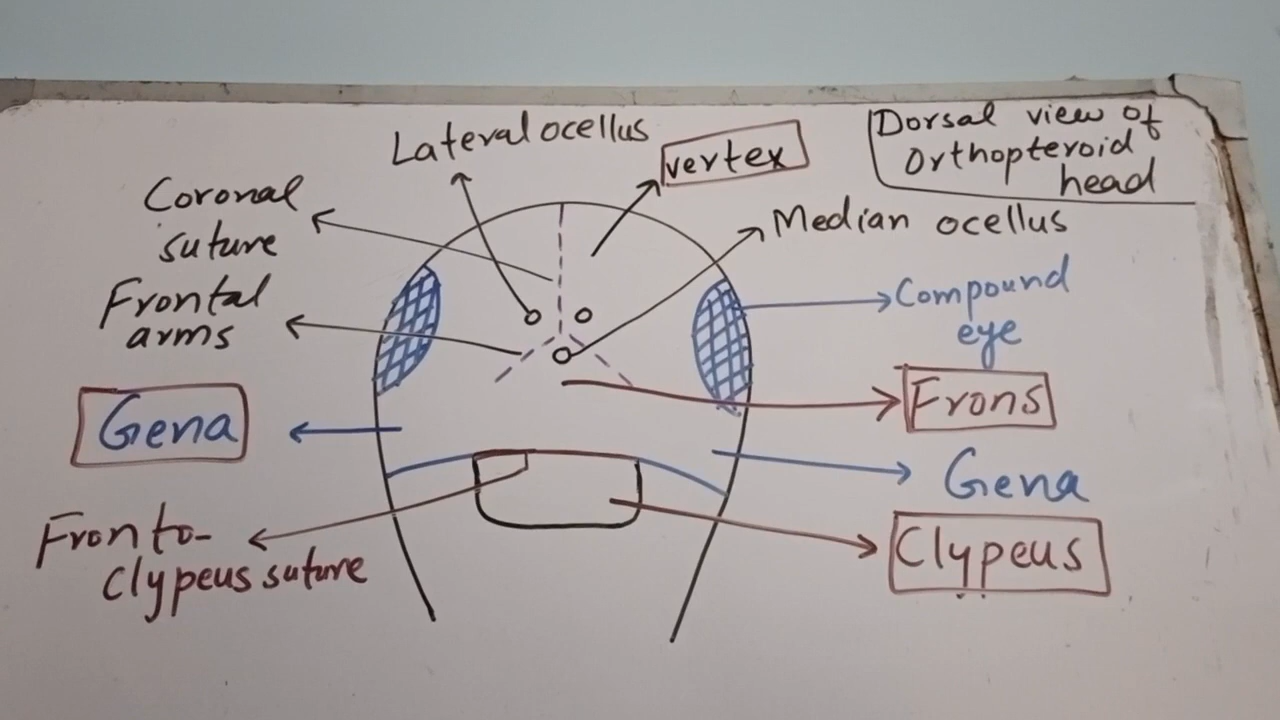 Dorsal view of
Orthopteroid
head
Lateral ocellus
vertex
Coronal
suture
Median ocellus
Frontal
arms
Compound
eye
Gena
Frons
Gena
Fronto-
Clypeus suture
Clypeus